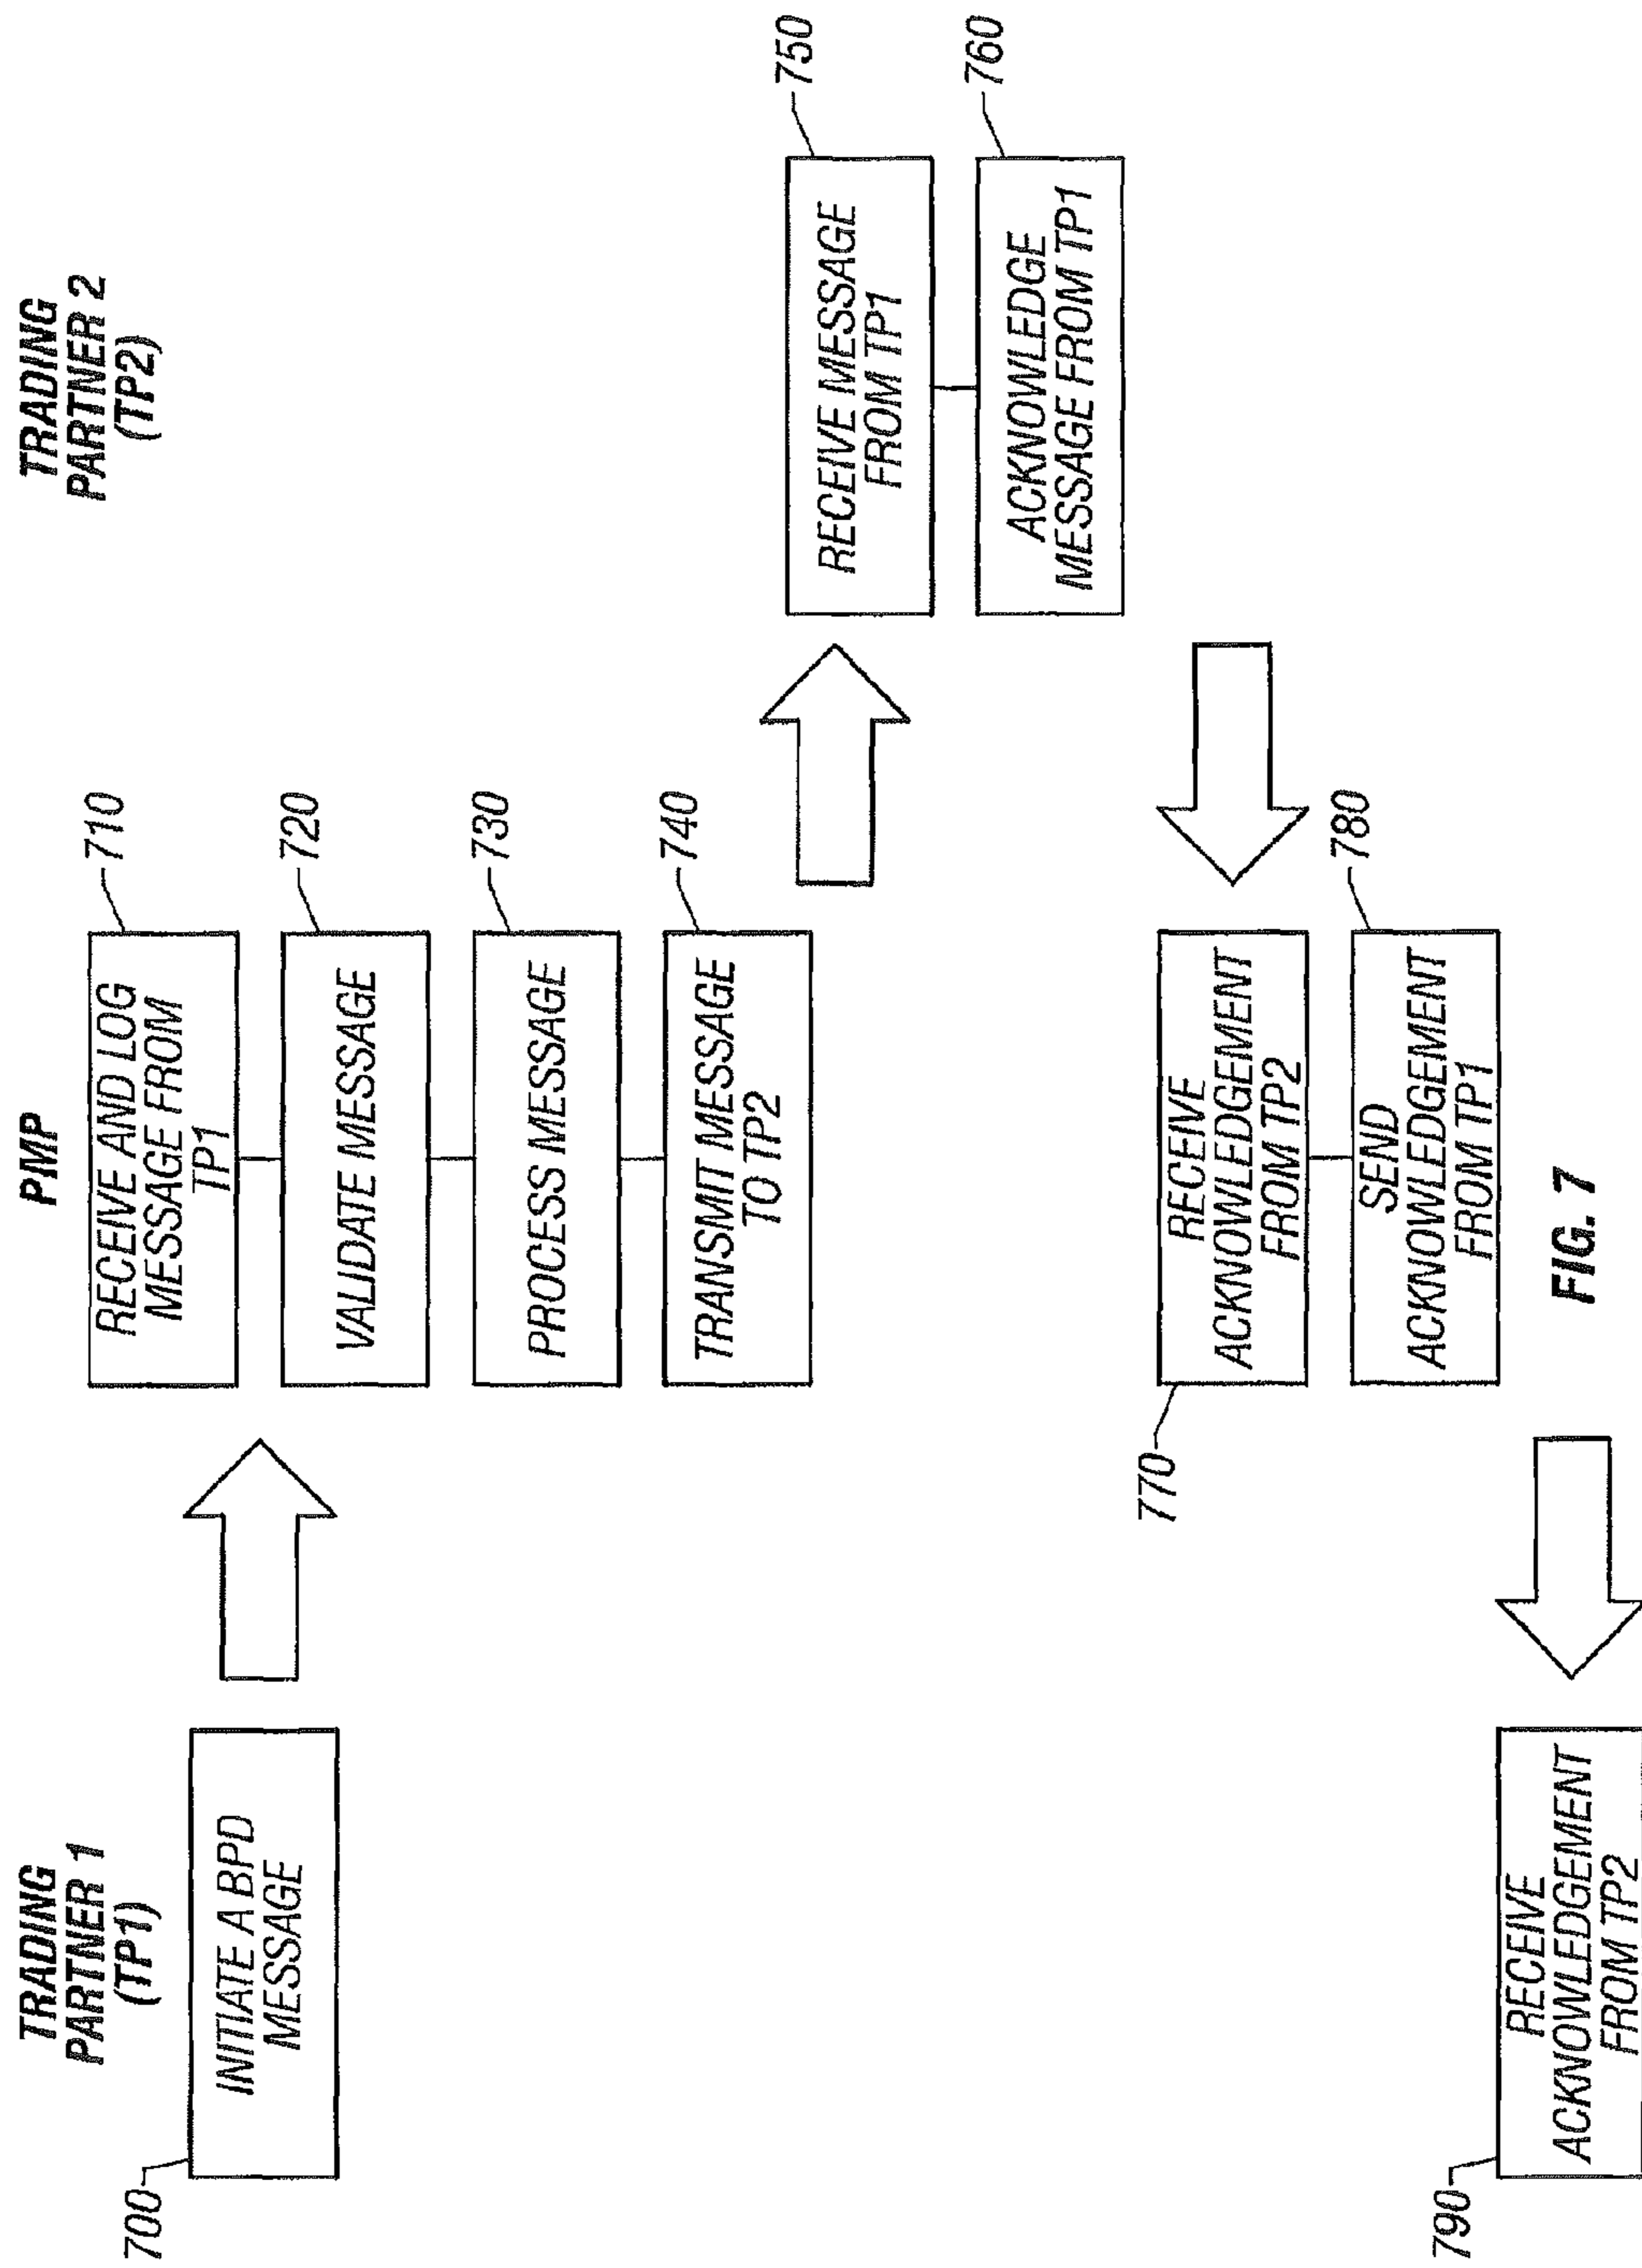 TRADING
PARTNER 1
(TP1)
PMP
TRADING
PARTNER 2
(TP2)
700
INITIATE A BPD
MESSAGE
710
RECEIVE AND LOG
MESSAGE FROM
TP1
720
VALIDATE MESSAGE
730
PROCESS MESSAGE
740
TRANSMIT MESSAGE
TO TP2
750
RECEIVE MESSAGE
FROM TP1
760
ACKNOWLEDGE
MESSAGE FROM TP1
770
RECEIVE
ACKNOWLEDGEMENT
FROM TP2
780
SEND
ACKNOWLEDGEMENT
FROM TP1
790
RECEIVE
ACKNOWLEDGEMENT
FROM TP2
FIG. 7